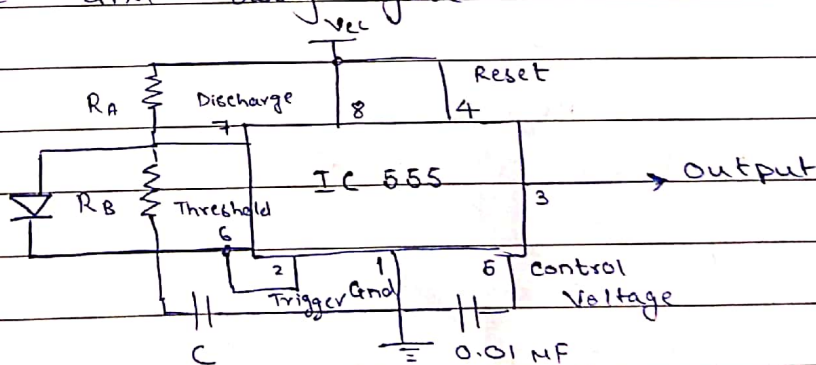 Vcc
Reset
RA
Discharge
8
4
7
IC 555
Output
3
RB
Threshold
6
2
1
5
Control
Trigger
Gnd
Voltage
C
0.01 MF